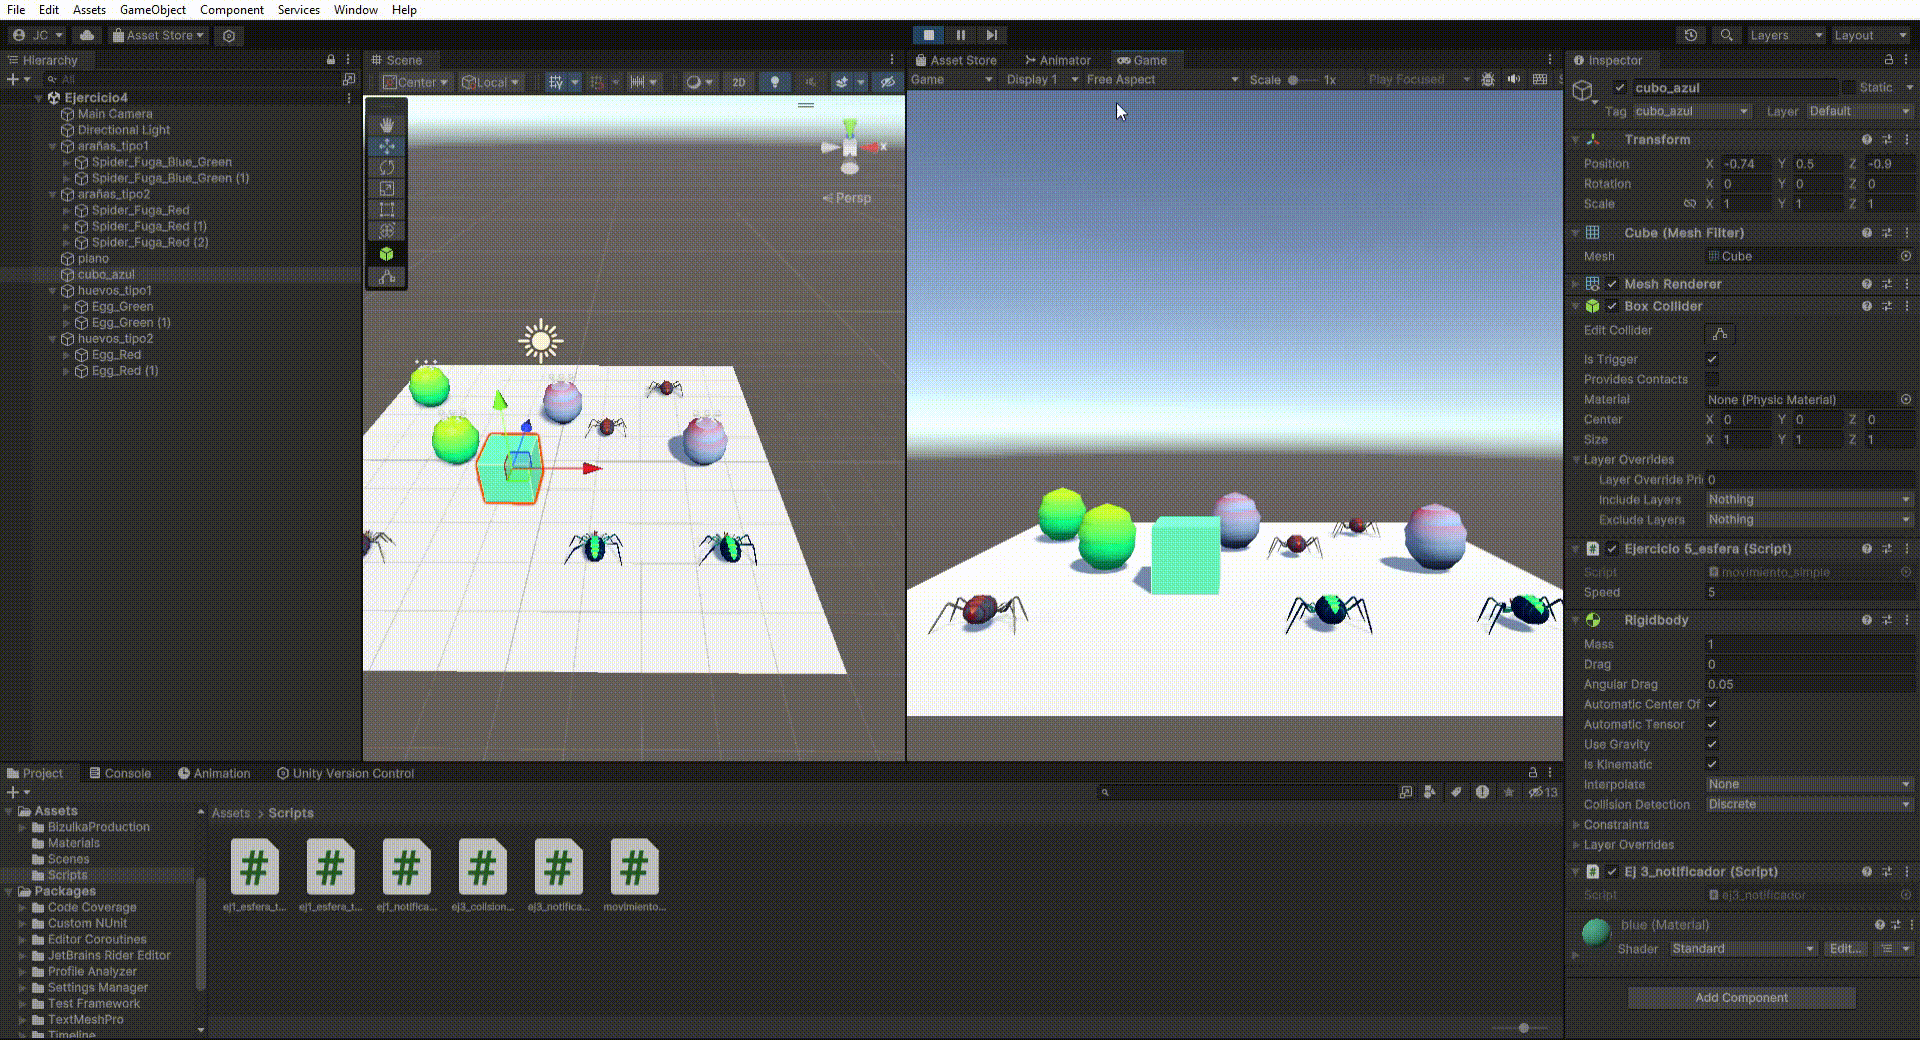 File Edit Assets GameObject Component Services Window Help
JC Asset Store Layers Layout
Hierarchy
All
Ejercicio4
Main Camera
Directional Light
arañas_tipo1
Spider_Fuga_Blue_Green
Spider_Fuga_Blue_Green (1)
arañas_tipo2
Spider_Fuga_Red
Spider_Fuga_Red (1)
Spider_Fuga_Red (2)
plano
cubo_azul
huevos_tipo1
Egg_Green
Egg_Green (1)
huevos_tipo2
Egg_Red
Egg_Red (1)
Scene
Center Local 2D
x
Persp
Asset Store Animator Game
Game Display 1 Free Aspect Scale 1x Play Focused S
Inspector
cubo_azul Static
Tag cubo_azul Layer Default
Transform
Position X -0.74 Y 0.5 Z -0.9
Rotation X 0 Y 0 Z 0
Scale X 1 Y 1 Z 1
Cube (Mesh Filter)
Mesh Cube
Mesh Renderer
Box Collider
Edit Collider
Is Trigger
Provides Contacts
Material None (Physic Material)
Center X 0 Y 0 Z 0
Size X 1 Y 1 Z 1
Layer Overrides
Layer Override Pri 0
Include Layers Nothing
Exclude Layers Nothing
Ejercicio 5_esfera (Script)
Script movimiento_simple
Speed 5
Rigidbody
Mass 1
Drag 0
Angular Drag 0.05
Automatic Center Of
Automatic Tensor
Use Gravity
Is Kinematic
Interpolate None
Collision Detection Discrete
Constraints
Layer Overrides
Ej 3_notificador (Script)
Script ej3_notificador
blue (Material)
Shader Standard Edit...
Add Component
Project Console Animation Unity Version Control
13
Assets
BizulkaProduction
Materials
Scenes
Scripts
Packages
Code Coverage
Custom NUnit
Editor Coroutines
JetBrains Rider Editor
Profile Analyzer
Settings Manager
Test Framework
TextMeshPro
Timeline
Assets > Scripts
ej1_esfera_t... ej1_esfera_t... ej1_notifica... ej3_colision... ej3_notifica... movimiento...